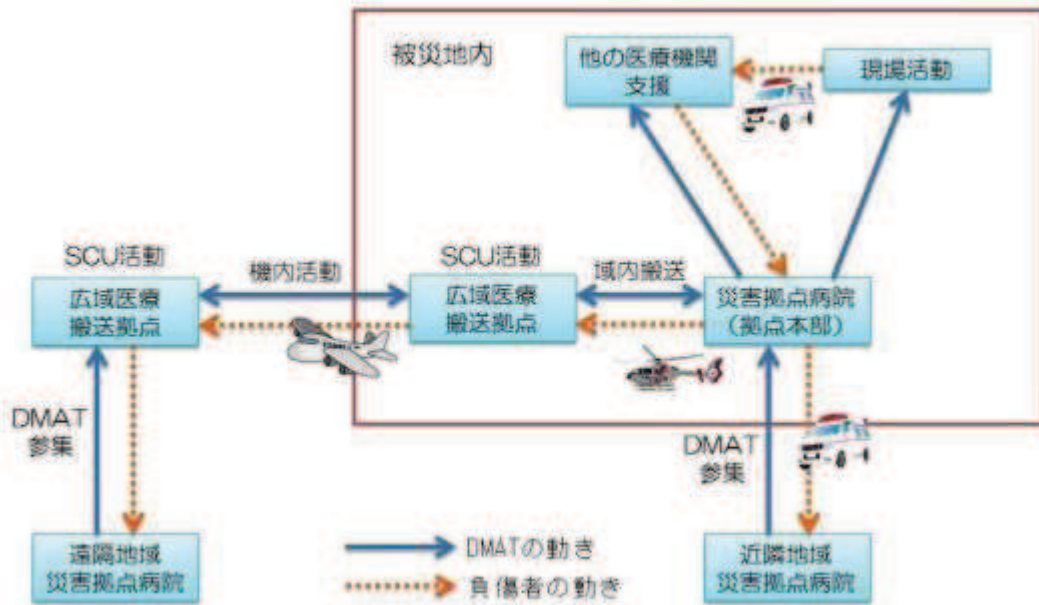 被災地内
他の医療機関
支援
現場活動
SCU活動
広域医療
搬送拠点
機内活動
SCU活動
広域医療
搬送拠点
域内搬送
災害拠点病院
(拠点本部)
DMAT
参集
DMAT
参集
遠隔地域
災害拠点病院
DMATの動き
負傷者の動き
近隣地域
災害拠点病院